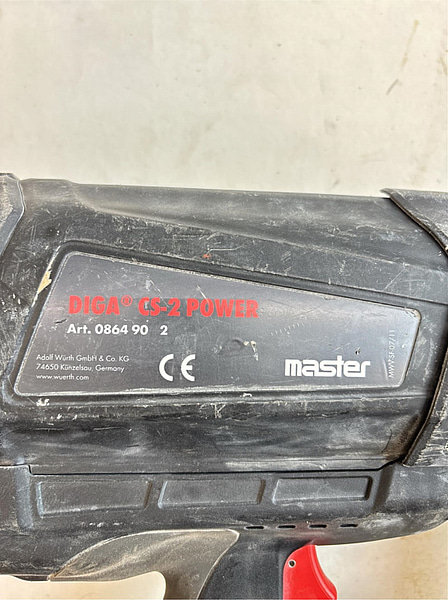 DIGA® CS-2 POWER
Art. 0864 90 2
Adolf Würth GmbH & Co. KG
74650 Künzelsau, Germany
www.wuerth.com
CE
master